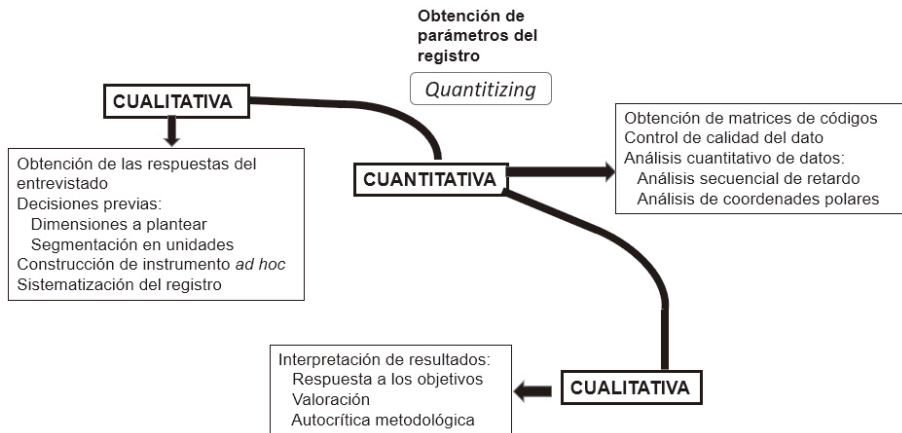 Obtención de
parámetros del
registro
Quantitizing
CUALITATIVA
Obtención de las respuestas del
entrevistado
Decisiones previas:
Dimensiones a plantear
Segmentación en unidades
Construcción de instrumento ad hoc
Sistematización del registro
CUANTITATIVA
Obtención de matrices de códigos
Control de calidad del dato
Análisis cuantitativo de datos:
Análisis secuencial de retardo
Análisis de coordenades polares
CUALITATIVA
Interpretación de resultados:
Respuesta a los objetivos
Valoración
Autocrítica metodológica